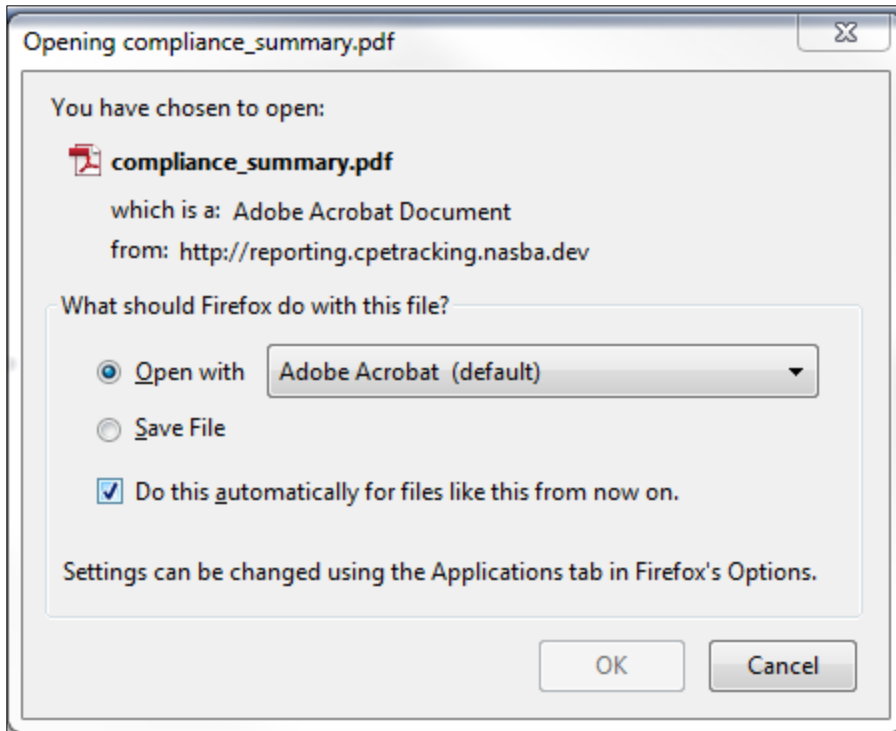 Opening compliance_summary.pdf
You have chosen to open:
compliance_summary.pdf
which is a: Adobe Acrobat Document
from: http://reporting.cpetracking.nasba.dev
What should Firefox do with this file?
Open with Adobe Acrobat (default)
Save File
Do this automatically for files like this from now on.
Settings can be changed using the Applications tab in Firefox's Options.
OK Cancel